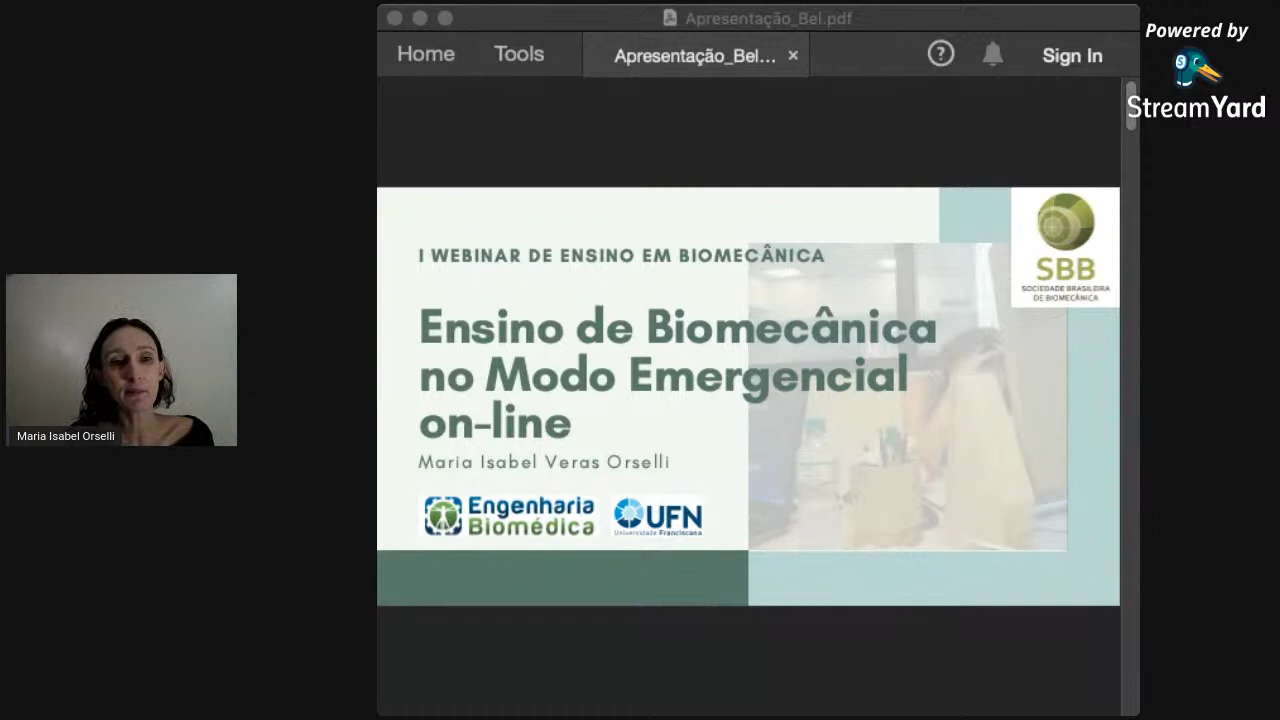 Apresentação_Bel.pdf
Home Tools Apresentação_Bel... × ? Sign In
Powered by
StreamYard
I WEBINAR DE ENSINO EM BIOMECÂNICA
SBB
SOCIEDADE BRASILEIRA
DE BIOMECÂNICA
Ensino de Biomecânica
no Modo Emergencial
on-line
Maria Isabel Veras Orselli
Engenharia
Biomédica
UFN
Universidade Franciscana
Maria Isabel Orselli